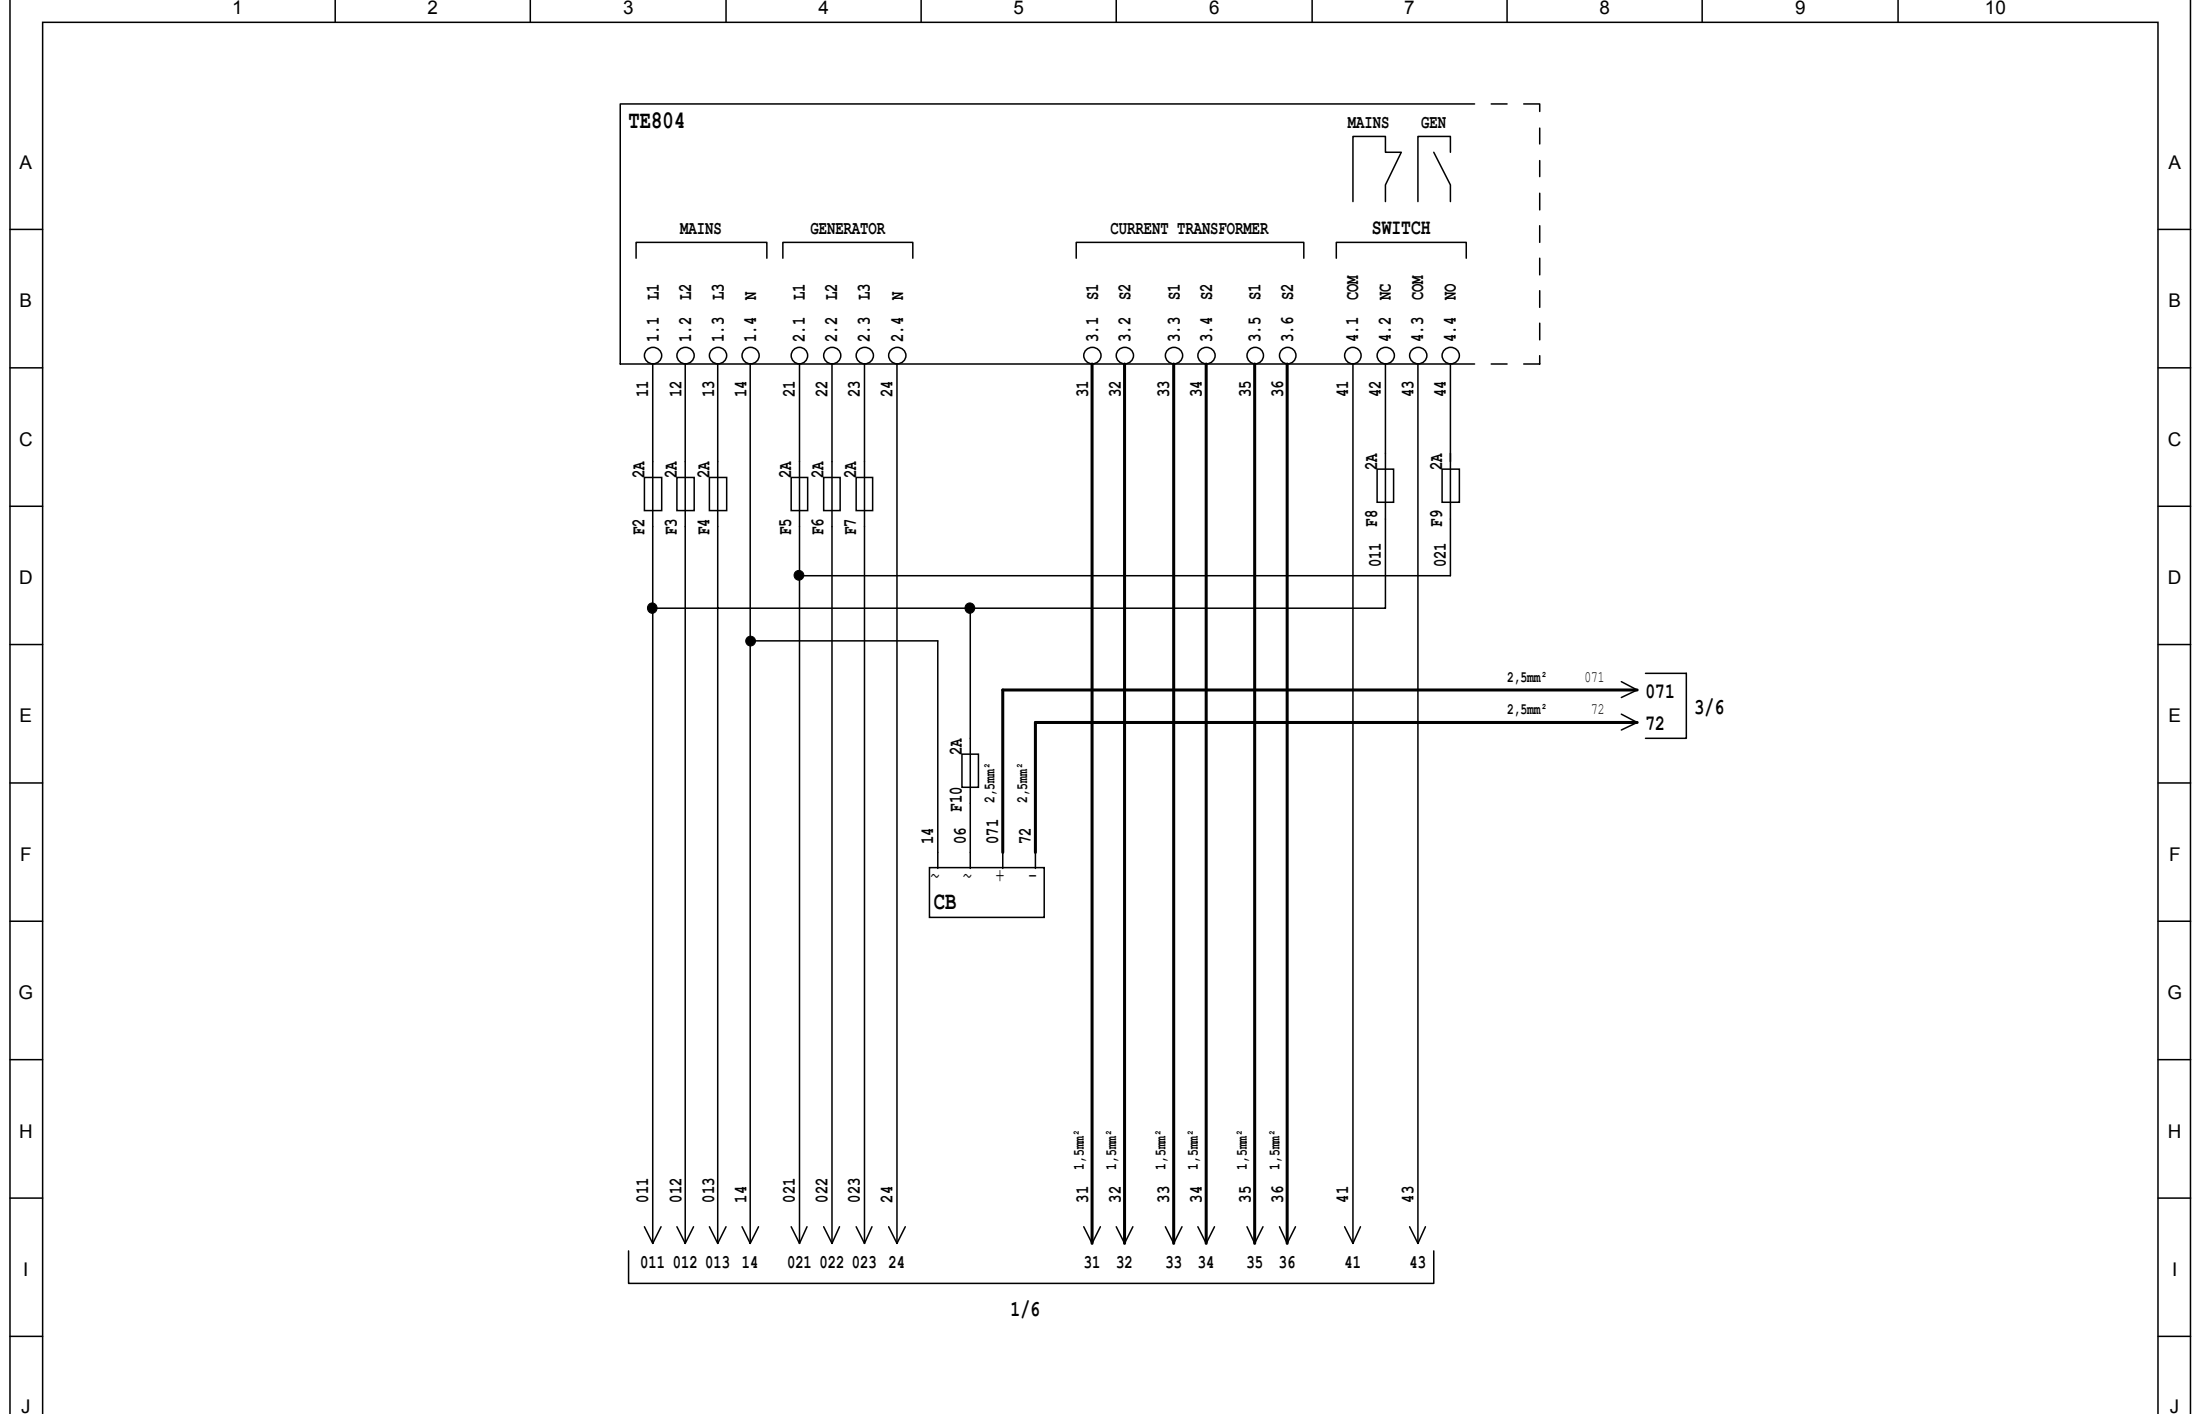 1 2 3 4 5 6 7 8 9 10
TE804
MAINS GEN
A A
MAINS GENERATOR CURRENT TRANSFORMER SWITCH
L1 L2 L3 N L1 L2 L3 N S1 S2 S1 S2 S1 S2 COM NC COM NO
B B
1.1 1.2 1.3 1.4 2.1 2.2 2.3 2.4 3.1 3.2 3.3 3.4 3.5 3.6 4.1 4.2 4.3 4.4
11 12 13 14 21 22 23 24 31 32 33 34 35 36 41 42 43 44
C C
2A 2A 2A 2A 2A 2A 2A 2A
F2 F3 F4 F5 F6 F7 F8 F9
011 021
D D
2,5mm² 071 071
2,5mm² 72 72
3/6
E E
2A
F10 2,5mm² 2,5mm²
14 06 071 72
F F
~ ~ + -
CB
G G
H H
1,5mm² 1,5mm² 1,5mm² 1,5mm² 1,5mm² 1,5mm²
011 012 013 14 021 022 023 24 31 32 33 34 35 36 41 43
011 012 013 14 021 022 023 24 31 32 33 34 35 36 41 43
I I
1/6
J J